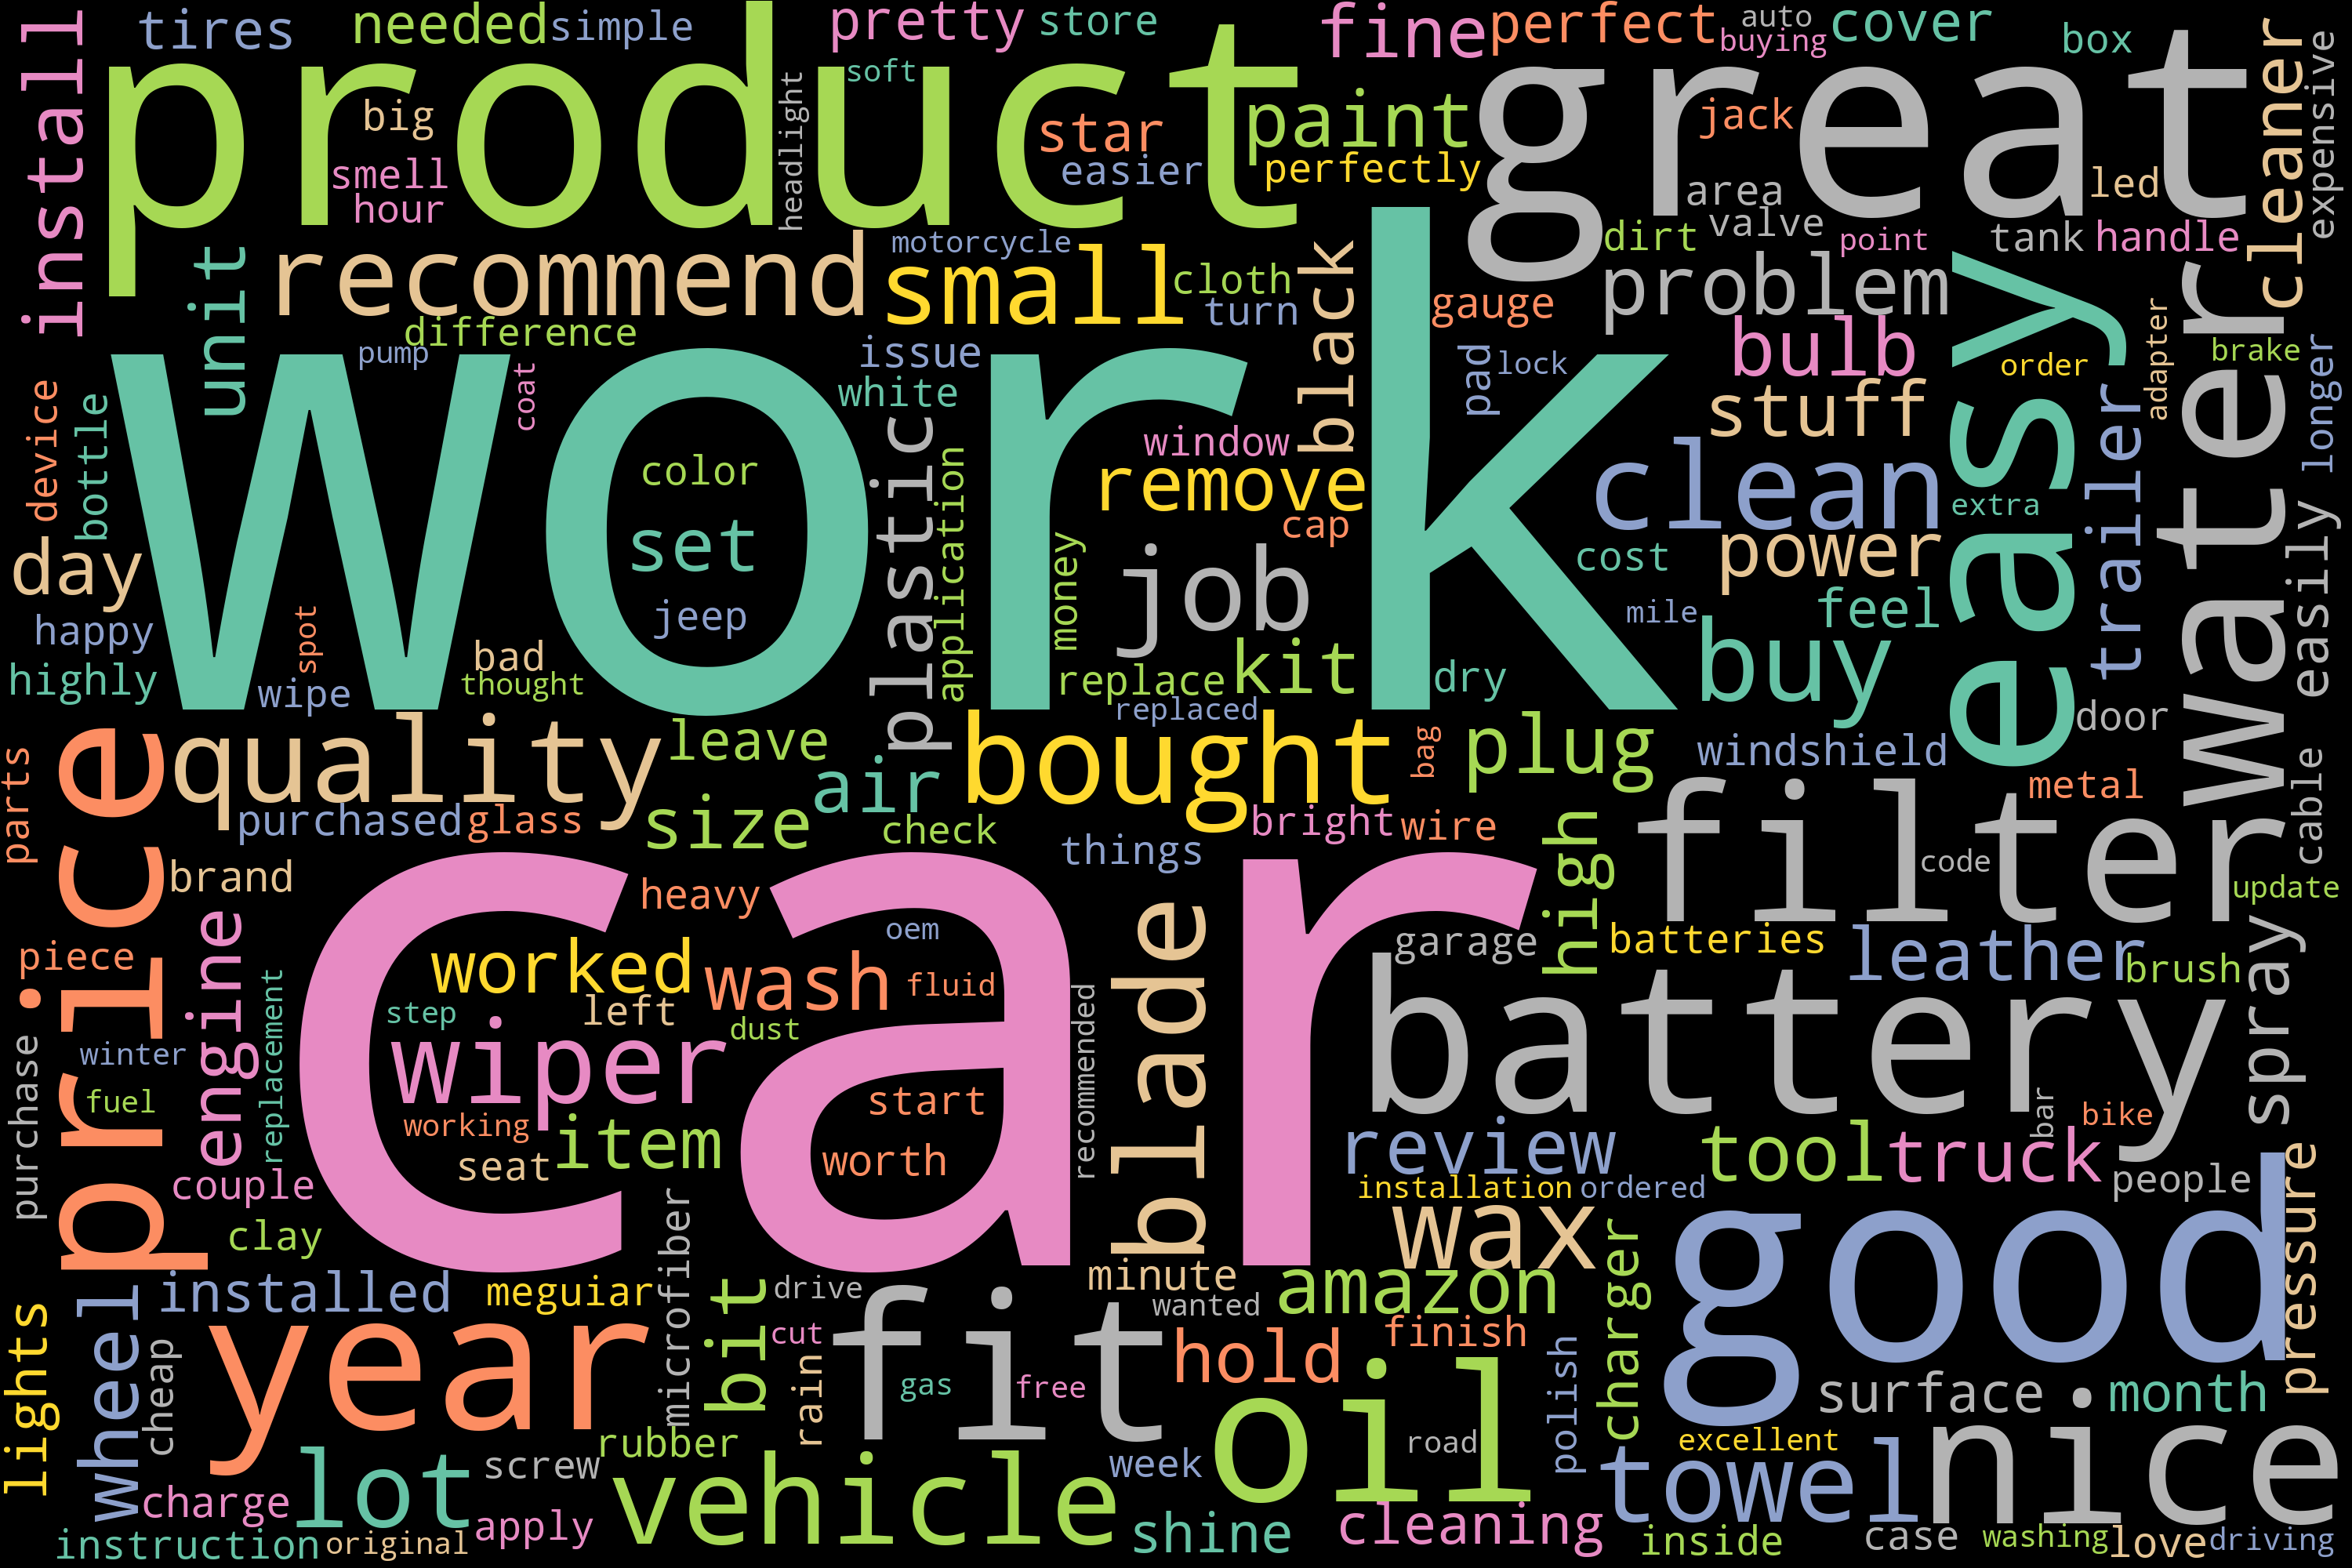 tires
needed
simple
pretty
store
fine
perfect
auto
buying
cover
box
install
product
soft
headlight
big
smell
hour
star
easier
paint
perfectly
great
jack
area
valve
led
cleaner
expensive
unit
recommend
motorcycle
small
cloth
turn
black
gauge
dirt
problem
point
tank
handle
difference
pump
coat
issue
white
pad
lock
bulb
stuff
easy
order
adapter
brake
water
longer
device
bottle
work
color
set
jeep
plastic
application
window
remove
cap
money
job
clean
cost
power
extra
trailer
easily
day
happy
highly
spot
wipe
bad
thought
replace
kit
replaced
dry
mile
feel
buy
door
price
quality
leave
air
bought
bag
plug
windshield
metal
cable
parts
purchased
glass
size
check
bright
wire
things
high
filter
code
update
brand
heavy
car
oem
blade
garage
batteries
leather
brush
spray
piece
engine
replacement
worked
wash
fluid
step
left
dust
wiper
recommended
battery
purchase
winter
fuel
working
item
seat
start
worth
review
tool
truck
bar
bike
people
couple
clay
installation
ordered
wax
good
pressure
wheel
installed
meguiar
microfiber
bit
drive
minute
wanted
amazon
charger
lights
cheap
year
cut
rain
fit
gas
free
hold
finish
oil
polish
surface
month
nice
lot
screw
rubber
vehicle
week
road
excellent
towel
charge
instruction
original
apply
shine
cleaning
inside
case
washing
love
driving